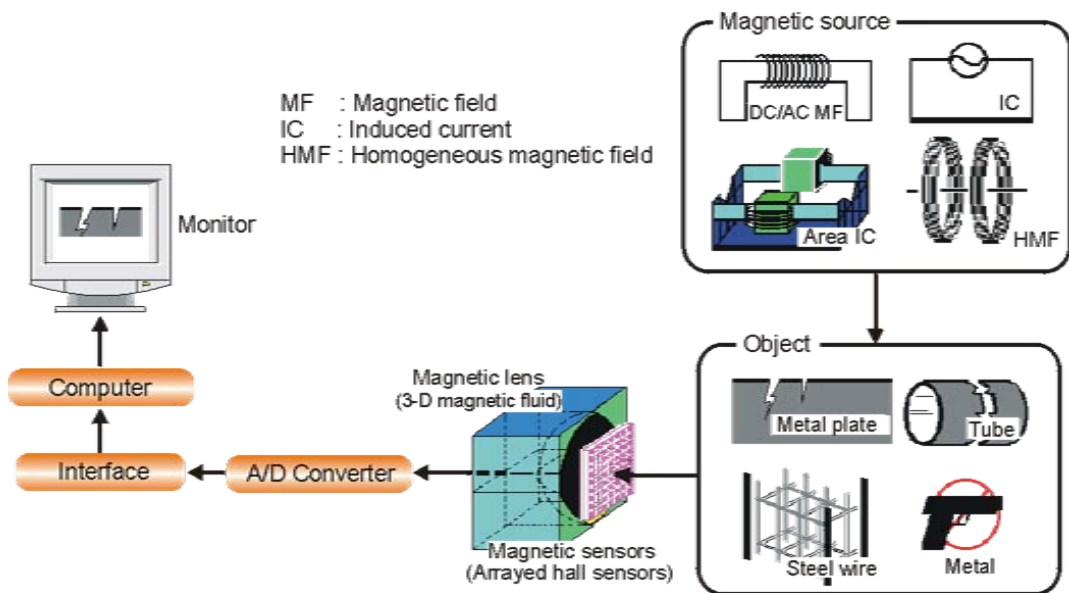 Magnetic source
DC/AC MF
IC
Area IC
HMF
MF : Magnetic field
IC : Induced current
HMF : Homogeneous magnetic field
Monitor
Computer
Interface
A/D Converter
Magnetic lens
(3-D magnetic fluid)
Magnetic sensors
(Arrayed hall sensors)
Object
Metal plate
Tube
Steel wire
Metal